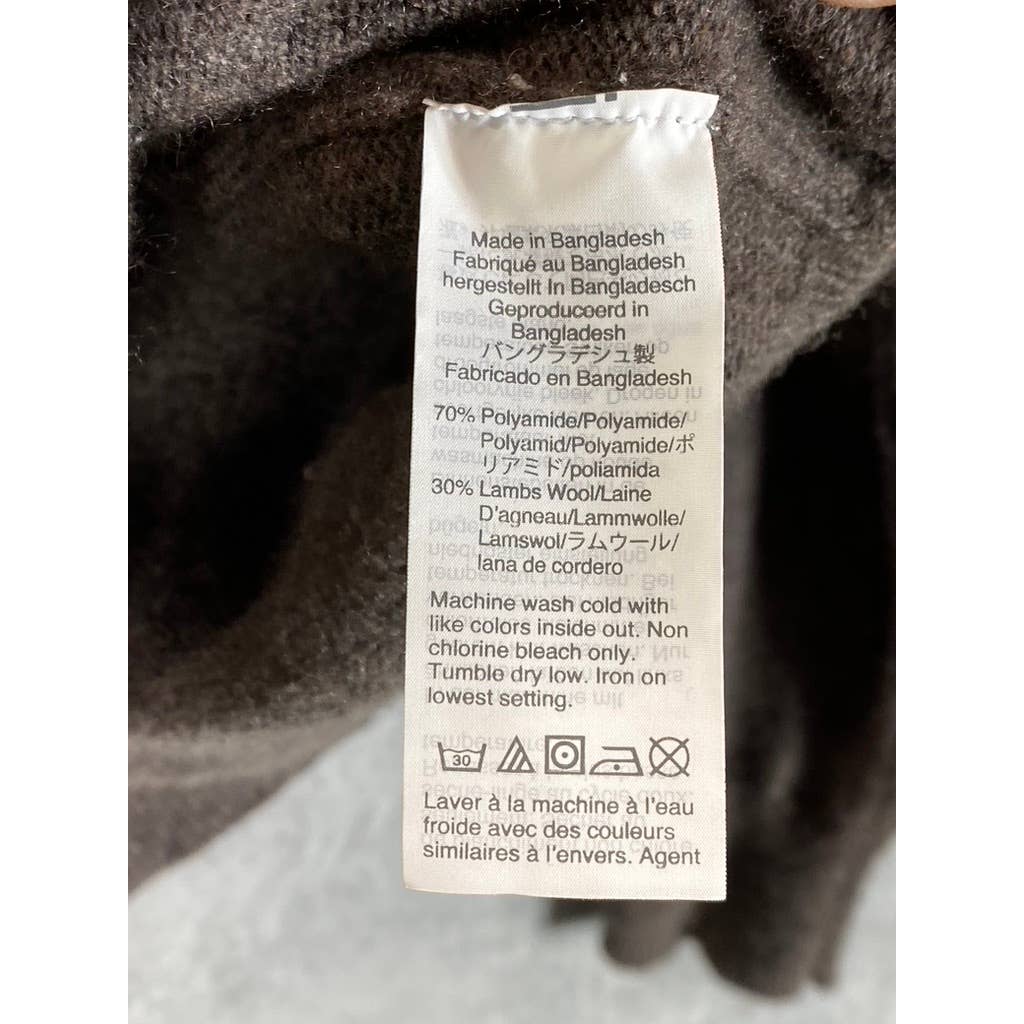 Made in Bangladesh
Fabriqué au Bangladesh
hergestellt In Bangladesch
Geproduceerd in
Bangladesh
バングラデシュ製
Fabricado en Bangladesh
70% Polyamide/Polyamide/
Polyamid/Polyamide/ポ
リアミド/poliamida
30% Lambs Wool/Laine
D'agneau/Lammwolle/
Lamswol/ラムウール/
lana de cordero
Machine wash cold with
like colors inside out. Non
chlorine bleach only.
Tumble dry low. Iron on
lowest setting.
30
Laver à la machine à l'eau
froide avec des couleurs
similaires à l'envers. Agent